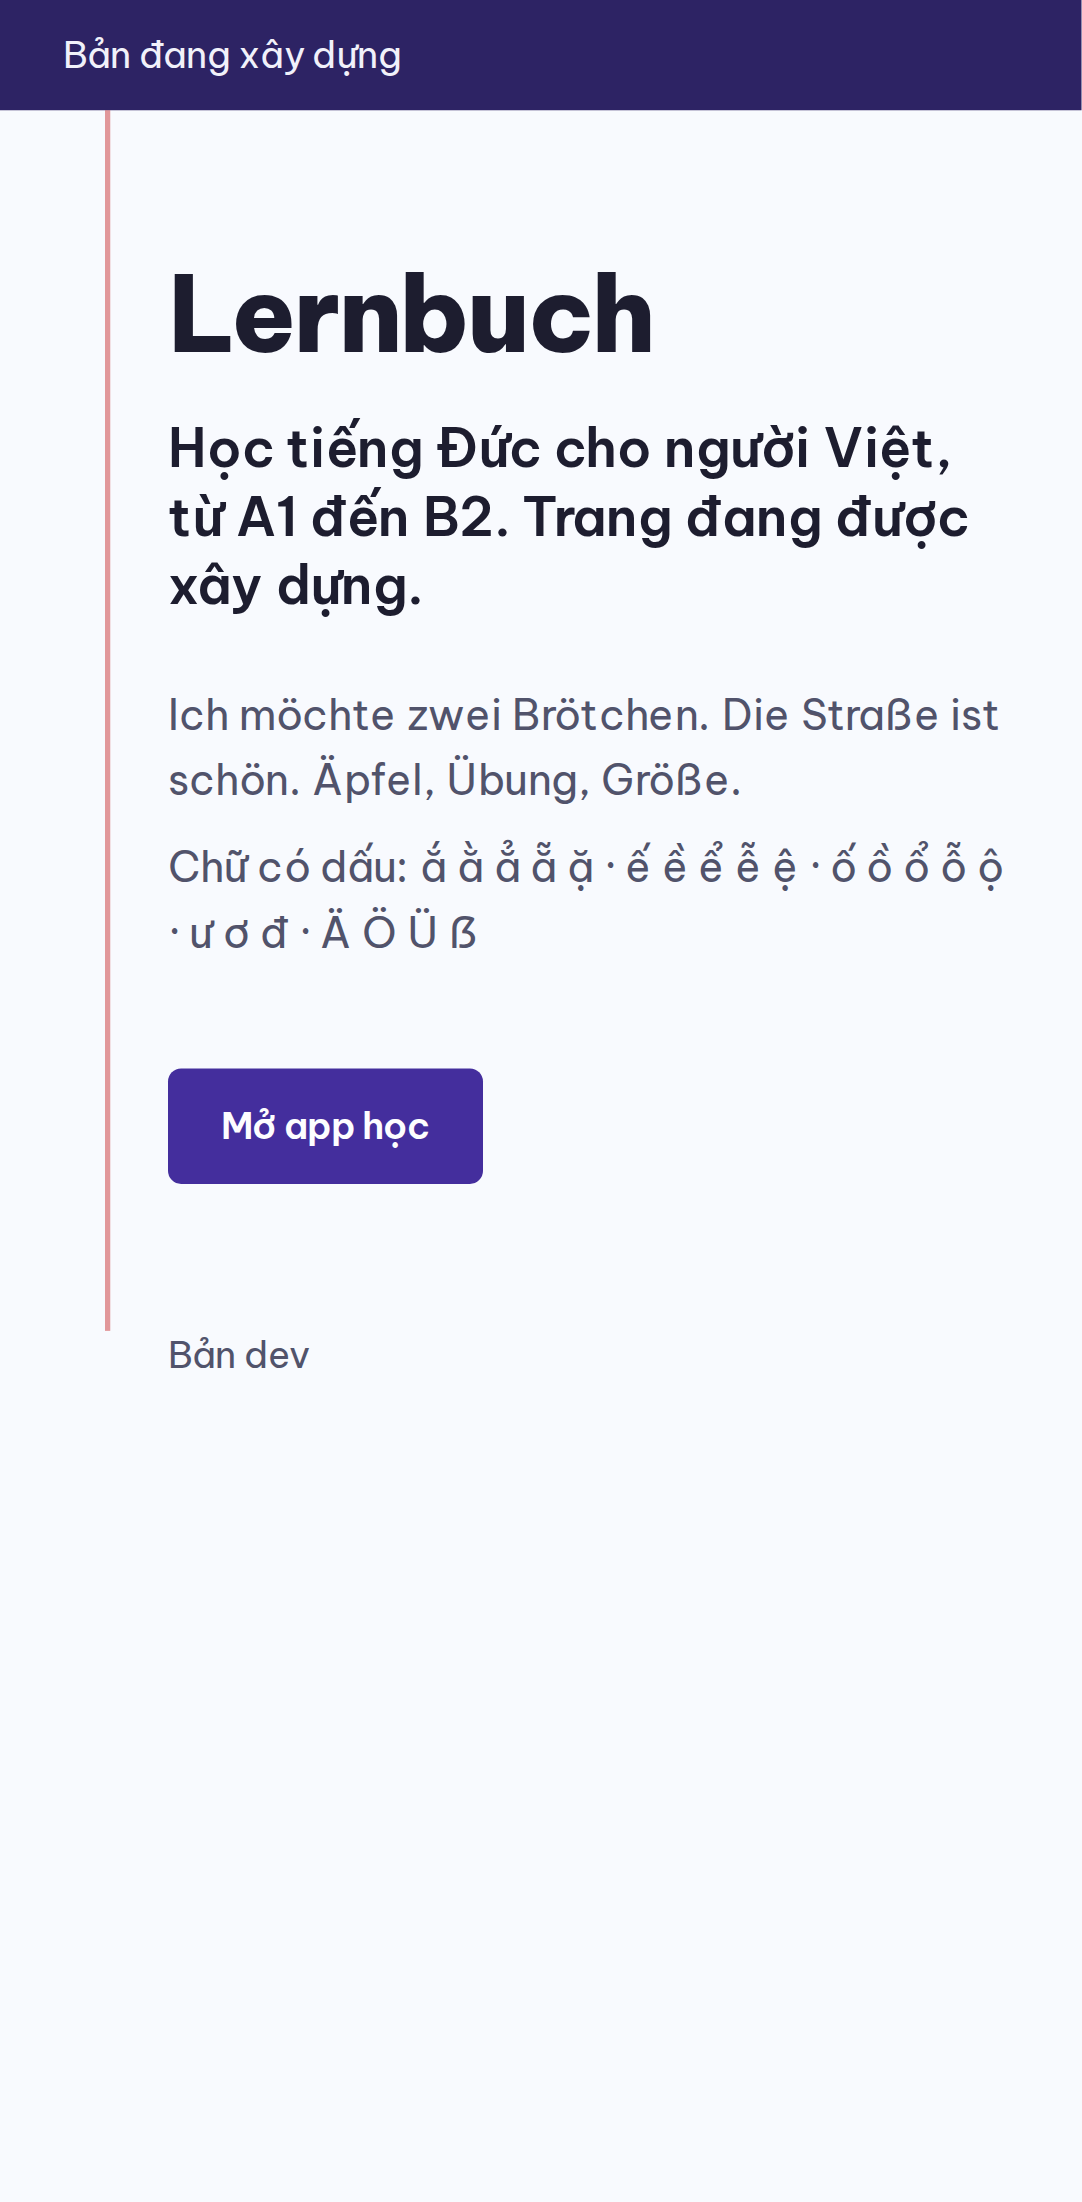 Bản đang xây dựng
Lernbuch
Học tiếng Đức cho người Việt,
từ A1 đến B2. Trang đang được
xây dựng.
Ich möchte zwei Brötchen. Die Straße ist
schön. Äpfel, Übung, Größe.
Chữ có dấu: ắ ằ ẳ ẵ ặ · ế ề ể ễ ệ · ố ồ ổ ỗ ộ
· ư ơ đ · Ä Ö Ü ß
Mở app học
Bản dev